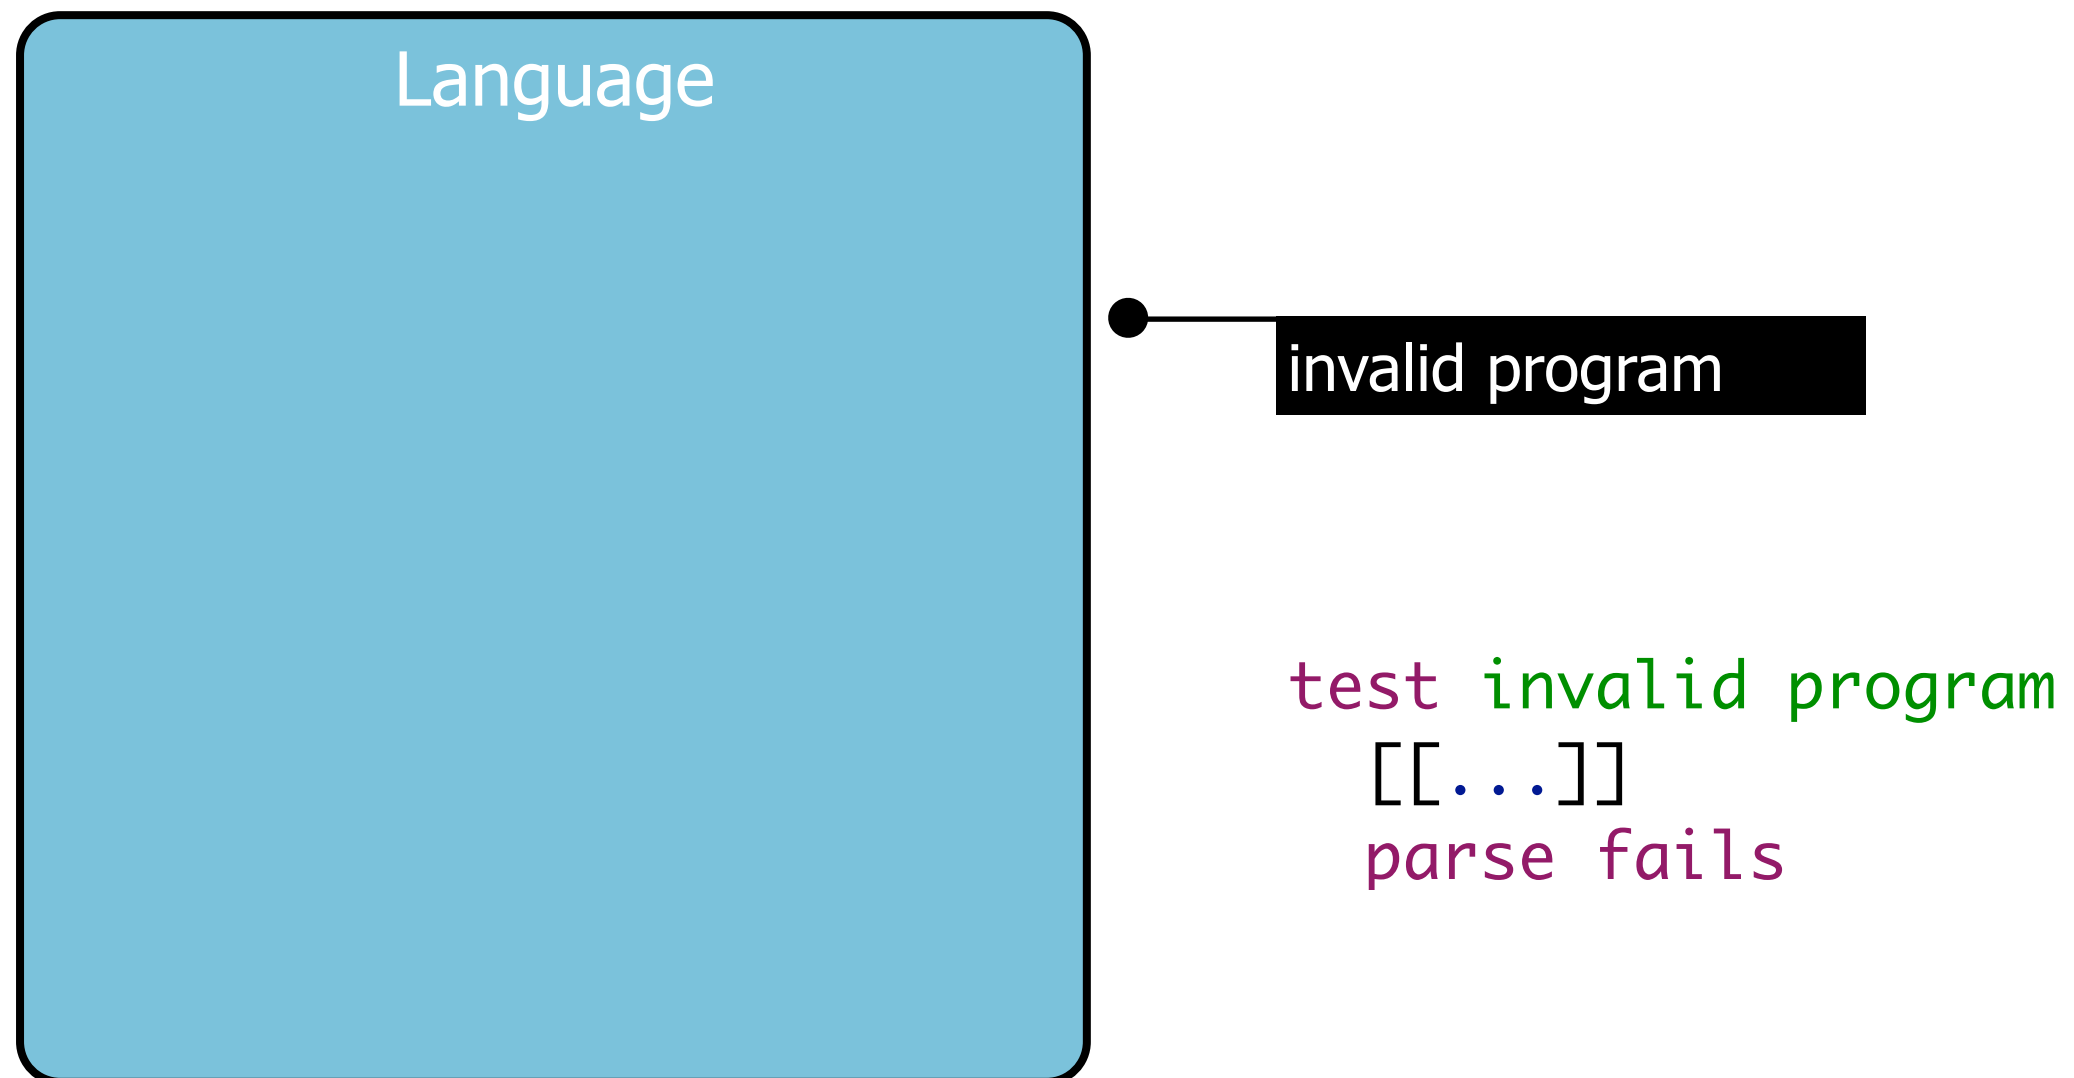 Language
invalid program
test invalid program
[[...]]
parse fails